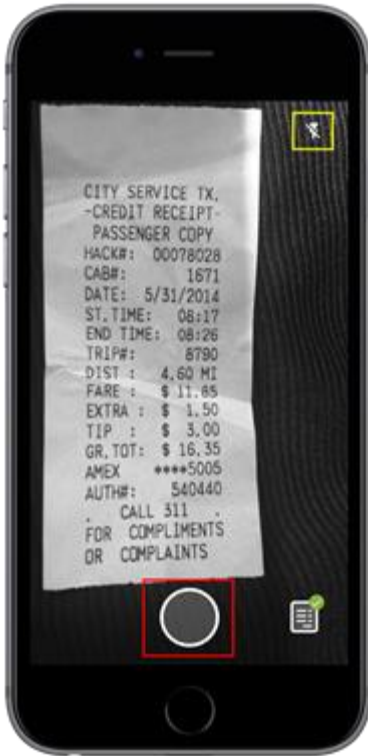 CITY SERVICE TX.
-CREDIT RECEIPT-
PASSENGER COPY
HACK#: 00078028
CAB#: 1671
DATE: 5/31/2014
ST.TIME: 08:17
END TIME: 08:26
TRIP#: 8790
DIST : 4.60 MI
FARE : $ 11.85
EXTRA : $ 1.50
TIP : $ 3.00
GR.TOT: $ 16.35
AMEX ****5005
AUTH#: 540440
. CALL 311 .
FOR COMPLIMENTS
OR COMPLAINTS